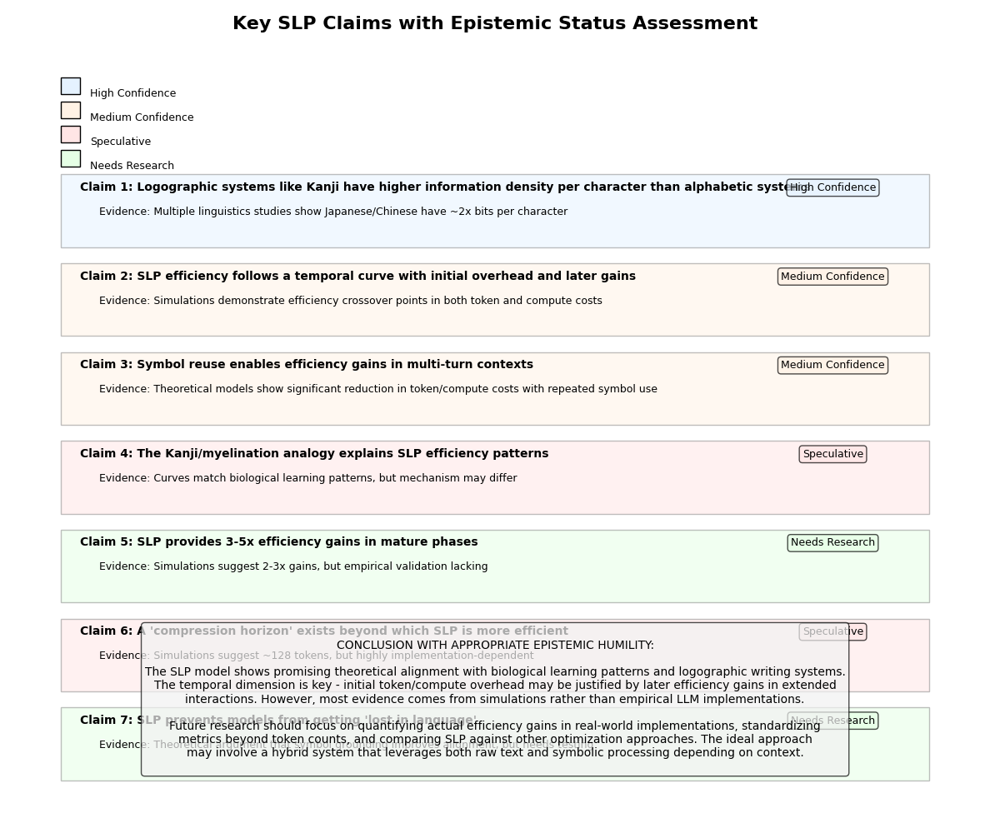 Key SLP Claims with Epistemic Status Assessment
High Confidence
Medium Confidence
Speculative
Needs Research
Claim 1: Logographic systems like Kanji have higher information density per character than alphabetic systems
High Confidence
Evidence: Multiple linguistics studies show Japanese/Chinese have ~2x bits per character
Claim 2: SLP efficiency follows a temporal curve with initial overhead and later gains
Medium Confidence
Evidence: Simulations demonstrate efficiency crossover points in both token and compute costs
Claim 3: Symbol reuse enables efficiency gains in multi-turn contexts
Medium Confidence
Evidence: Theoretical models show significant reduction in token/compute costs with repeated symbol use
Claim 4: The Kanji/myelination analogy explains SLP efficiency patterns
Speculative
Evidence: Curves match biological learning patterns, but mechanism may differ
Claim 5: SLP provides 3-5x efficiency gains in mature phases
Needs Research
Evidence: Simulations suggest 2-3x gains, but empirical validation lacking
Claim 6: A 'compression horizon' exists beyond which SLP is more efficient
Speculative
Evidence: Simulations suggest ~128 tokens, but highly implementation-dependent
Claim 7: SLP prevents models from getting 'lost in language'
Needs Research
Evidence: Theoretical argument that symbol grounding improves alignment, but needs testing
CONCLUSION WITH APPROPRIATE EPISTEMIC HUMILITY:
The SLP model shows promising theoretical alignment with biological learning patterns and logographic writing systems.
The temporal dimension is key - initial token/compute overhead may be justified by later efficiency gains in extended
interactions. However, most evidence comes from simulations rather than empirical LLM implementations.
Future research should focus on quantifying actual efficiency gains in real-world implementations, standardizing
metrics beyond token counts, and comparing SLP against other optimization approaches. The ideal approach
may involve a hybrid system that leverages both raw text and symbolic processing depending on context.